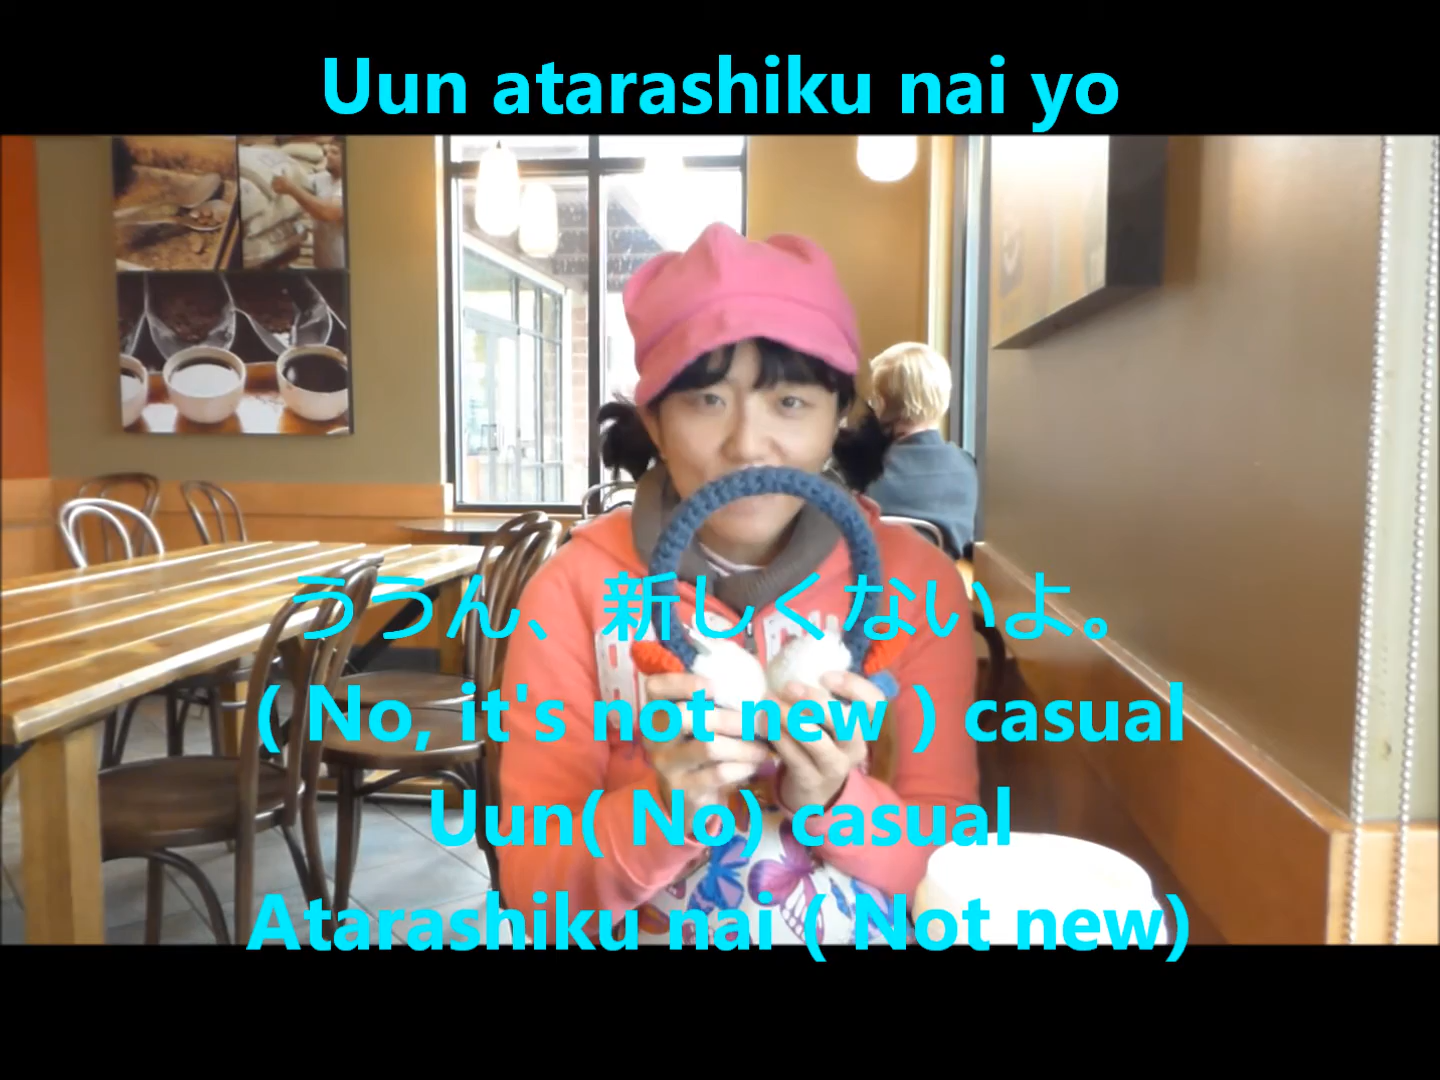 Uun atarashiku nai yo
ううん、新しくないよ。
( No, it's not new ) casual
Uun( No) casual
Atarashiku nai ( Not new)